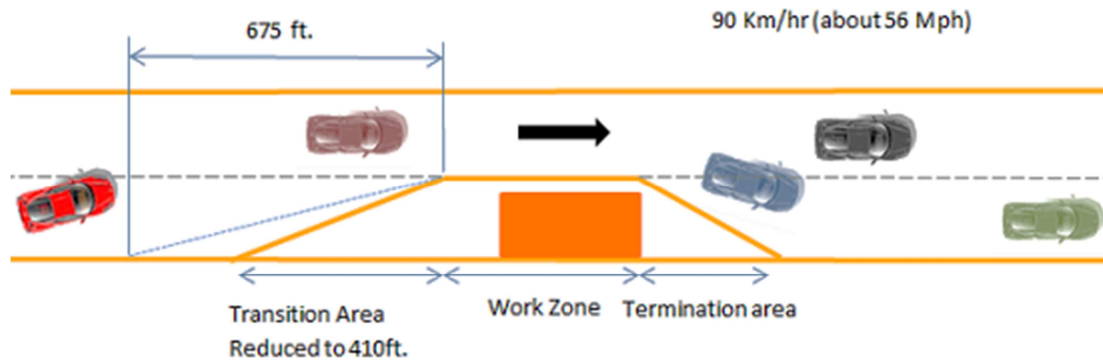 675 ft.
90 Km/hr (about 56 Mph)
Transition Area
Reduced to 410ft.
Work Zone
Termination area